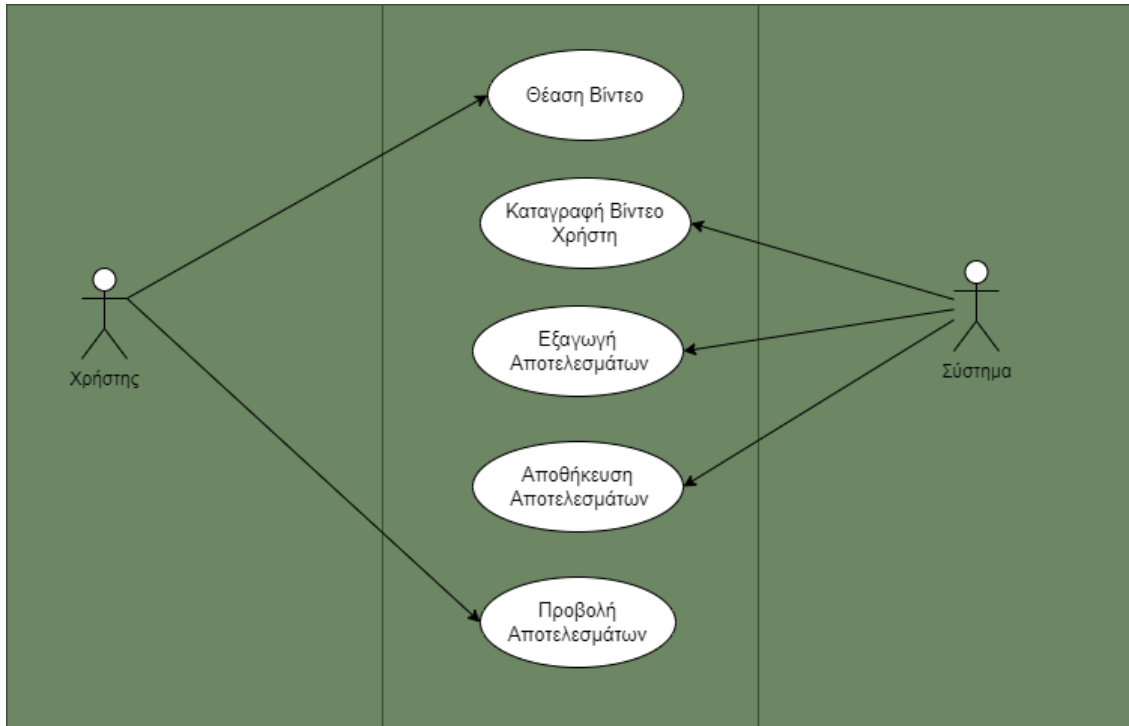 Θέαση Βίντεο
Καταγραφή Βίντεο
Χρήστη
Εξαγωγή
Αποτελεσμάτων
Χρήστης
Σύστημα
Αποθήκευση
Αποτελεσμάτων
Προβολή
Αποτελεσμάτων